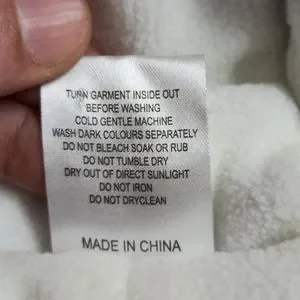 TURN GARMENT INSIDE OUT
BEFORE WASHING
COLD GENTLE MACHINE
WASH DARK COLOURS SEPARATELY
DO NOT BLEACH SOAK OR RUB
DO NOT TUMBLE DRY
DRY OUT OF DIRECT SUNLIGHT
DO NOT IRON
DO NOT DRYCLEAN
MADE IN CHINA